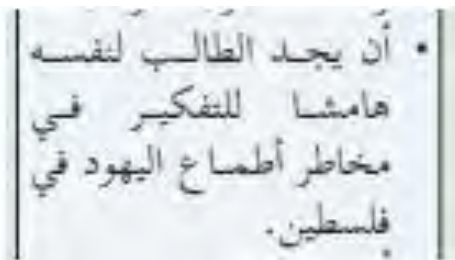 • أن يجد الطالب لنفسه
هامشا للتفكير في
مخاطر أطماع اليهود في
فلسطين.